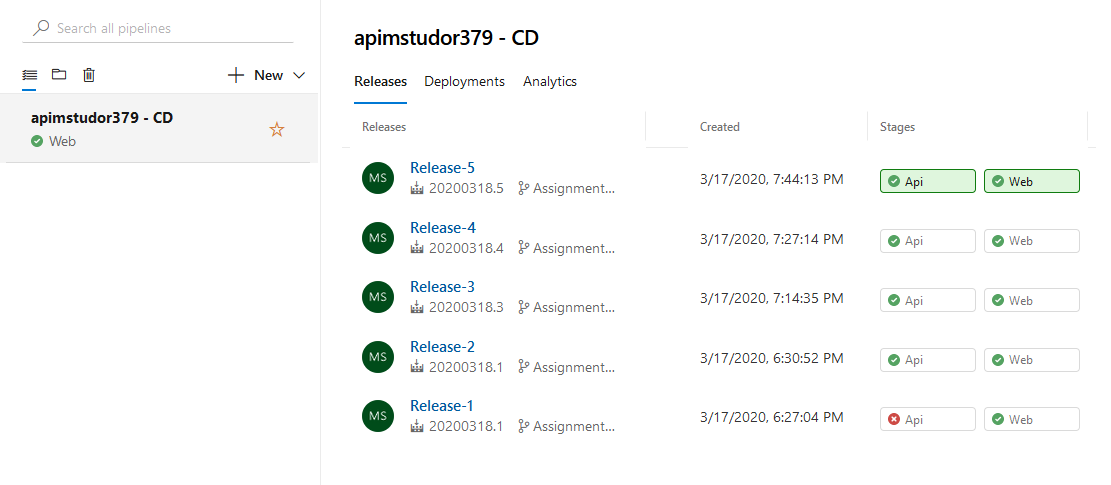 Search all pipelines
New
apimstudor379 - CD
Web
apimstudor379 - CD
Releases Deployments Analytics
Releases Created Stages
MS Release-5 3/17/2020, 7:44:13 PM Api Web
20200318.5 Assignment...
MS Release-4 3/17/2020, 7:27:14 PM Api Web
20200318.4 Assignment...
MS Release-3 3/17/2020, 7:14:35 PM Api Web
20200318.3 Assignment...
MS Release-2 3/17/2020, 6:30:52 PM Api Web
20200318.1 Assignment...
MS Release-1 3/17/2020, 6:27:04 PM Api Web
20200318.1 Assignment...